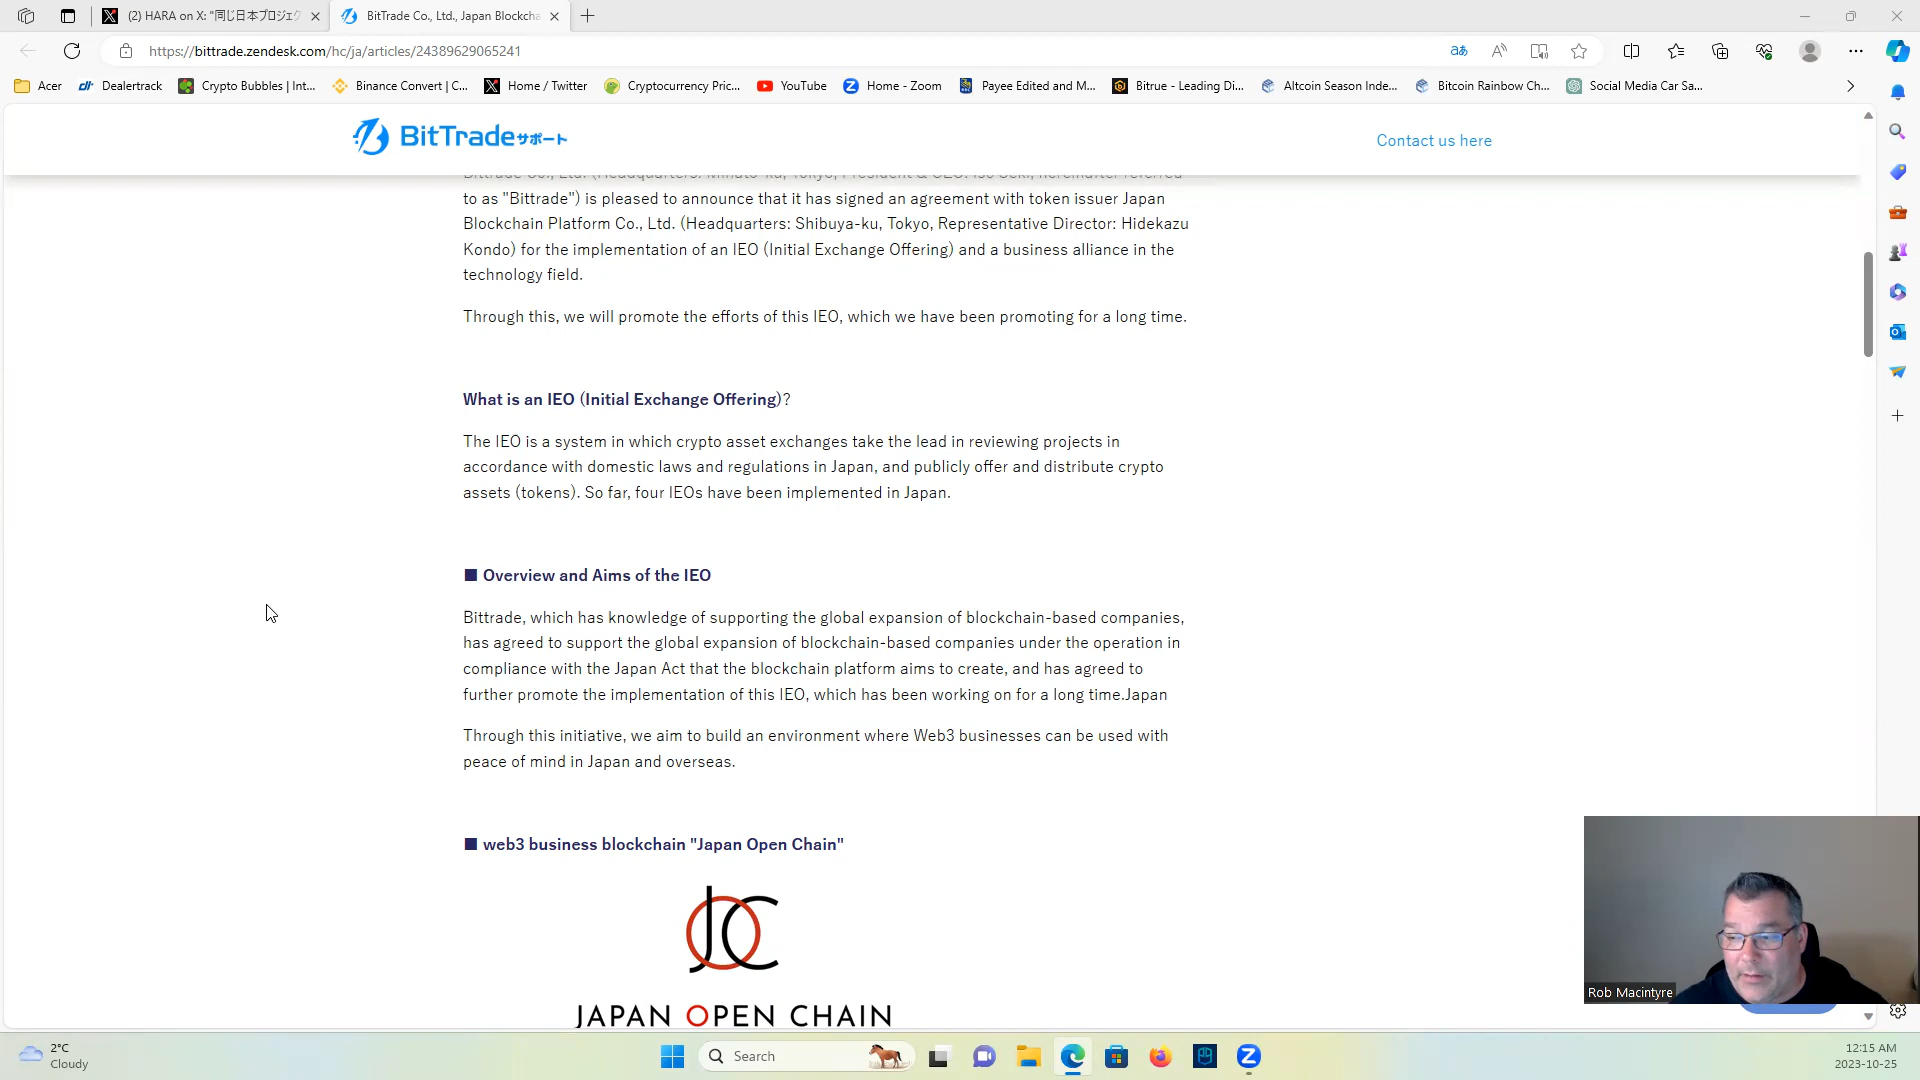 (2) HARA on X: "同じ日本プロジェク
BitTrade Co., Ltd., Japan Blockcha
https://bittrade.zendesk.com/hc/ja/articles/24389629065241
Acer
Dealertrack
Crypto Bubbles | Int...
Binance Convert | C...
Home / Twitter
Cryptocurrency Pric...
YouTube
Home - Zoom
Payee Edited and M...
Bitrue - Leading Di...
Altcoin Season Inde...
Bitcoin Rainbow Ch...
Social Media Car Sa...
BitTradeサポート
Contact us here
to as "Bittrade") is pleased to announce that it has signed an agreement with token issuer Japan
Blockchain Platform Co., Ltd. (Headquarters: Shibuya-ku, Tokyo, Representative Director: Hidekazu
Kondo) for the implementation of an IEO (Initial Exchange Offering) and a business alliance in the
technology field.
Through this, we will promote the efforts of this IEO, which we have been promoting for a long time.
What is an IEO (Initial Exchange Offering)?
The IEO is a system in which crypto asset exchanges take the lead in reviewing projects in
accordance with domestic laws and regulations in Japan, and publicly offer and distribute crypto
assets (tokens). So far, four IEOs have been implemented in Japan.
■ Overview and Aims of the IEO
Bittrade, which has knowledge of supporting the global expansion of blockchain-based companies,
has agreed to support the global expansion of blockchain-based companies under the operation in
compliance with the Japan Act that the blockchain platform aims to create, and has agreed to
further promote the implementation of this IEO, which has been working on for a long time.Japan
Through this initiative, we aim to build an environment where Web3 businesses can be used with
peace of mind in Japan and overseas.
■ web3 business blockchain "Japan Open Chain"
JOC
JAPAN OPEN CHAIN
Rob Macintyre
2°C
Cloudy
Search
12:15 AM
2023-10-25